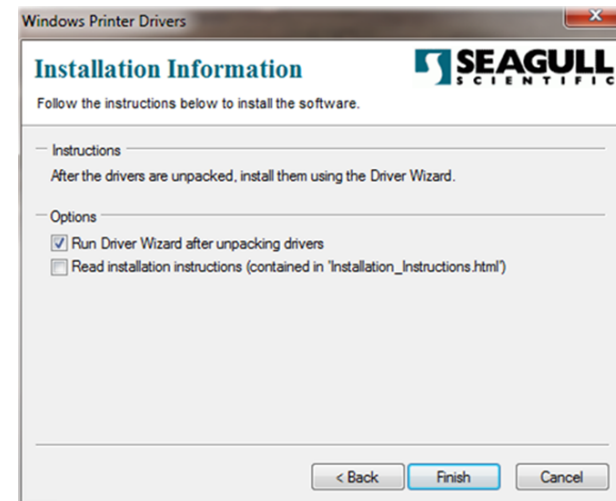 Windows Printer Drivers
Installation Information
SEAGULL
SCIENTIFIC
Follow the instructions below to install the software.
Instructions
After the drivers are unpacked, install them using the Driver Wizard.
Options
Run Driver Wizard after unpacking drivers
Read installation instructions (contained in 'Installation_Instructions.html')
< Back
Finish
Cancel